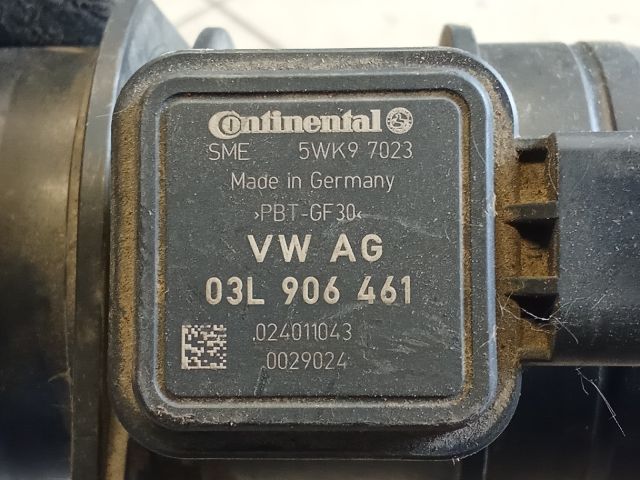 Continental
SME 5WK9 7023
Made in Germany
›PBT-GF30‹
VW AG
03L 906 461
.024011043
0029024